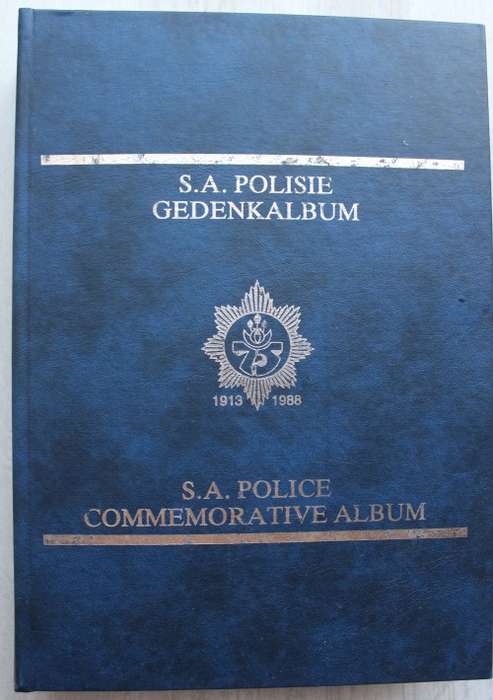 S.A. POLISIE
GEDENKALBUM
75
1913 1988
S.A. POLICE
COMMEMORATIVE ALBUM